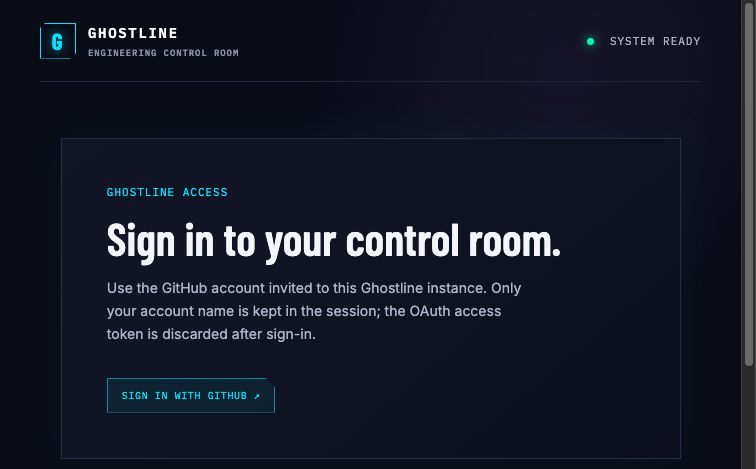 G
GHOSTLINE
ENGINEERING CONTROL ROOM
SYSTEM READY
GHOSTLINE ACCESS
Sign in to your control room.
Use the GitHub account invited to this Ghostline instance. Only
your account name is kept in the session; the OAuth access
token is discarded after sign-in.
SIGN IN WITH GITHUB ↗